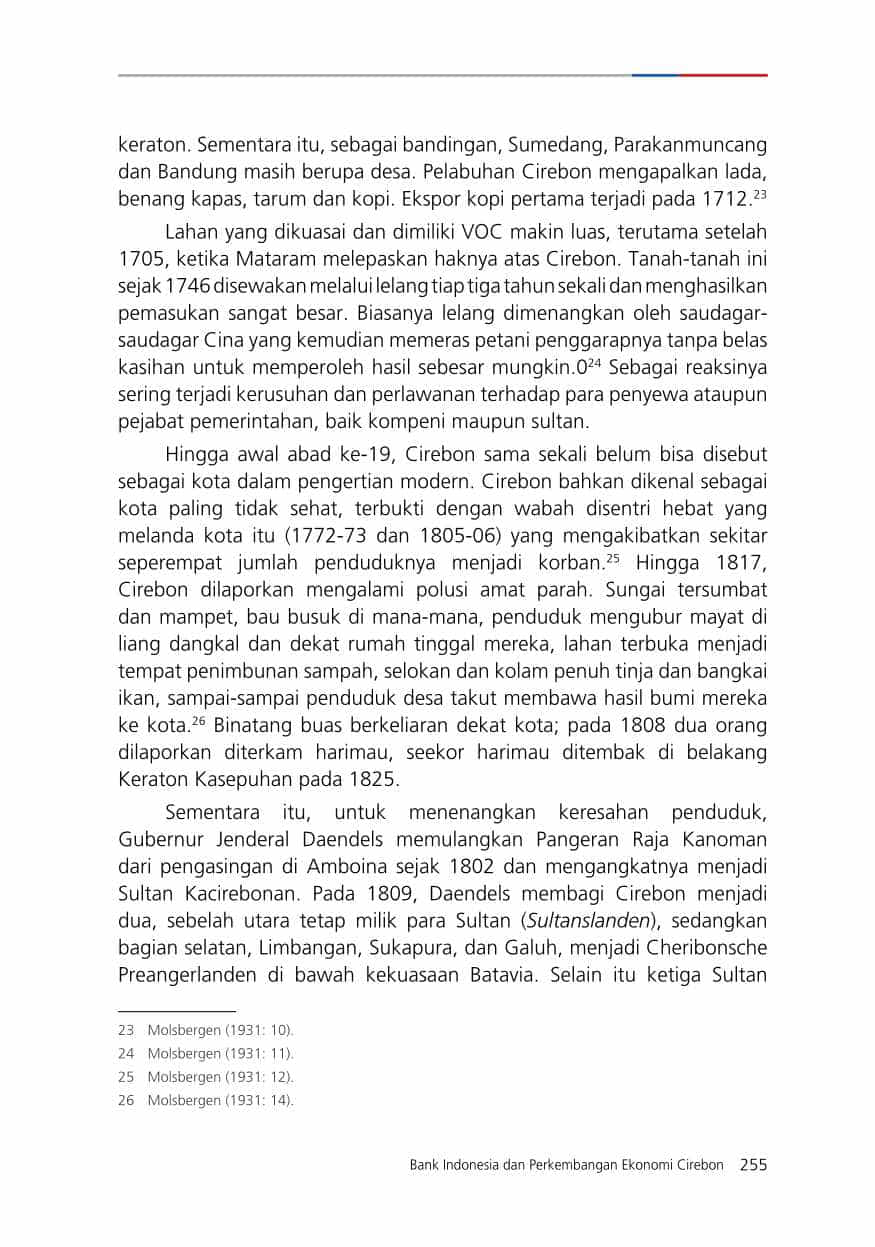 keraton. Sementara itu, sebagai bandingan, Sumedang, Parakanmuncang
dan Bandung masih berupa desa. Pelabuhan Cirebon mengapalkan lada,
benang kapas, tarum dan kopi. Ekspor kopi pertama terjadi pada 1712.23
Lahan yang dikuasai dan dimiliki VOC makin luas, terutama setelah
1705, ketika Mataram melepaskan haknya atas Cirebon. Tanah-tanah ini
sejak 1746 disewakan melalui lelang tiap tiga tahun sekali dan menghasilkan
pemasukan sangat besar. Biasanya lelang dimenangkan oleh saudagar-
saudagar Cina yang kemudian memeras petani penggarapnya tanpa belas
kasihan untuk memperoleh hasil sebesar mungkin.024 Sebagai reaksinya
sering terjadi kerusuhan dan perlawanan terhadap para penyewa ataupun
pejabat pemerintahan, baik kompeni maupun sultan.
Hingga awal abad ke-19, Cirebon sama sekali belum bisa disebut
sebagai kota dalam pengertian modern. Cirebon bahkan dikenal sebagai
kota paling tidak sehat, terbukti dengan wabah disentri hebat yang
melanda kota itu (1772-73 dan 1805-06) yang mengakibatkan sekitar
seperempat jumlah penduduknya menjadi korban.25 Hingga 1817,
Cirebon dilaporkan mengalami polusi amat parah. Sungai tersumbat
dan mampet, bau busuk di mana-mana, penduduk mengubur mayat di
liang dangkal dan dekat rumah tinggal mereka, lahan terbuka menjadi
tempat penimbunan sampah, selokan dan kolam penuh tinja dan bangkai
ikan, sampai-sampai penduduk desa takut membawa hasil bumi mereka
ke kota.26 Binatang buas berkeliaran dekat kota; pada 1808 dua orang
dilaporkan diterkam harimau, seekor harimau ditembak di belakang
Keraton Kasepuhan pada 1825.
Sementara itu, untuk menenangkan keresahan penduduk,
Gubernur Jenderal Daendels memulangkan Pangeran Raja Kanoman
dari pengasingan di Amboina sejak 1802 dan mengangkatnya menjadi
Sultan Kacirebonan. Pada 1809, Daendels membagi Cirebon menjadi
dua, sebelah utara tetap milik para Sultan (Sultanslanden), sedangkan
bagian selatan, Limbangan, Sukapura, dan Galuh, menjadi Cheribonsche
Preangerlanden di bawah kekuasaan Batavia. Selain itu ketiga Sultan
23 Molsbergen (1931: 10).
24 Molsbergen (1931: 11).
25 Molsbergen (1931: 12).
26 Molsbergen (1931: 14).
Bank Indonesia dan Perkembangan Ekonomi Cirebon 255